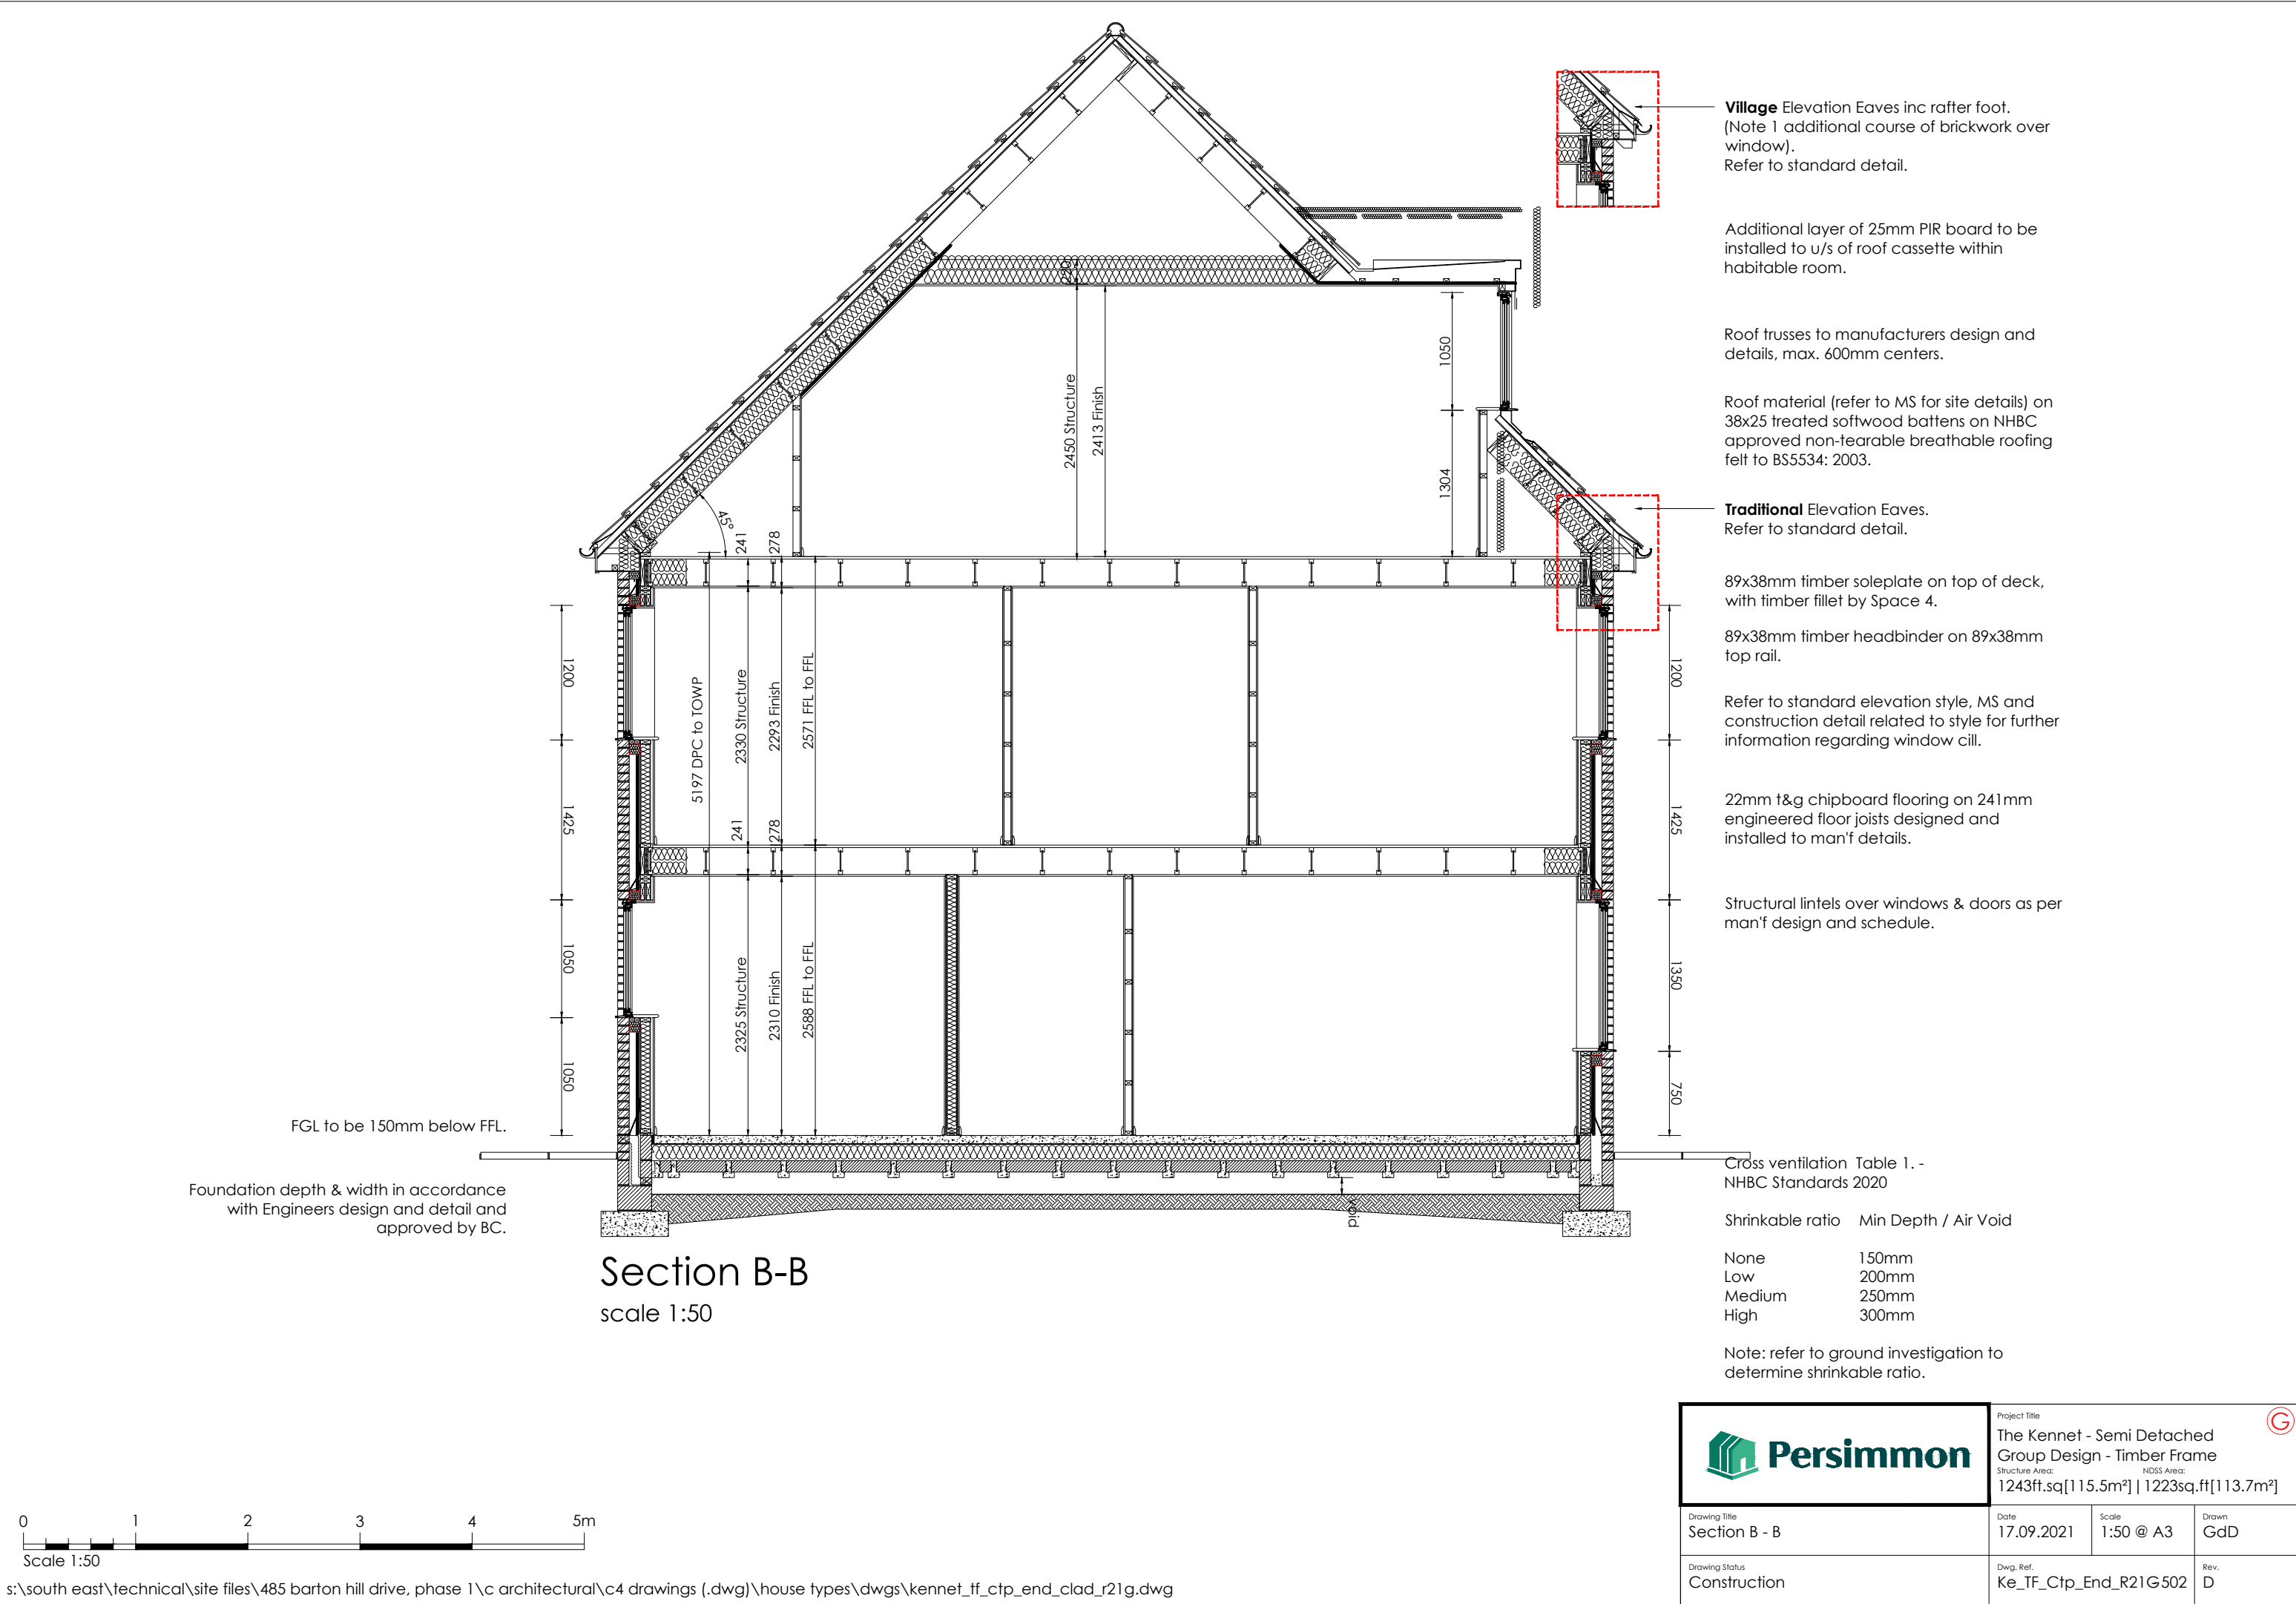 Village Elevation Eaves inc rafter foot.
(Note 1 additional course of brickwork over
window).
Refer to standard detail.
Additional layer of 25mm PIR board to be
installed to u/s of roof cassette within
habitable room.
Roof trusses to manufacturers design and
details, max. 600mm centers.
Roof material (refer to MS for site details) on
38x25 treated softwood battens on NHBC
approved non-tearable breathable roofing
felt to BS5534: 2003.
Traditional Elevation Eaves.
Refer to standard detail.
89x38mm timber soleplate on top of deck,
with timber fillet by Space 4.
89x38mm timber headbinder on 89x38mm
top rail.
Refer to standard elevation style, MS and
construction detail related to style for further
information regarding window cill.
22mm t&g chipboard flooring on 241mm
engineered floor joists designed and
installed to man'f details.
Structural lintels over windows & doors as per
man'f design and schedule.
220
2450 Structure
2413 Finish
1050
1304
45°
241
278
1200
1425
1050
1050
5197 DPC to TOWP
2330 Structure
2293 Finish
2571 FFL to FFL
241
278
2325 Structure
2310 Finish
2588 FFL to FFL
1200
1425
1350
750
FGL to be 150mm below FFL.
Foundation depth & width in accordance
with Engineers design and detail and
approved by BC.
void
Cross ventilation Table 1. -
NHBC Standards 2020
Shrinkable ratio Min Depth / Air Void
None 150mm
Low 200mm
Medium 250mm
High 300mm
Note: refer to ground investigation to
determine shrinkable ratio.
Section B-B
scale 1:50
Persimmon
Project Title
G
The Kennet - Semi Detached
Group Design - Timber Frame
Structure Area: NDSS Area:
1243ft.sq[115.5m²] | 1223sq.ft[113.7m²]
Drawing Title
Section B - B
Date
17.09.2021
Scale
1:50 @ A3
Drawn
GdD
Drawing Status
Construction
Dwg. Ref.
Ke_TF_Ctp_End_R21G502
Rev.
D
0 1 2 3 4 5m
Scale 1:50
s:\south east\technical\site files\485 barton hill drive, phase 1\c architectural\c4 drawings (.dwg)\house types\dwgs\kennet_tf_ctp_end_clad_r21g.dwg